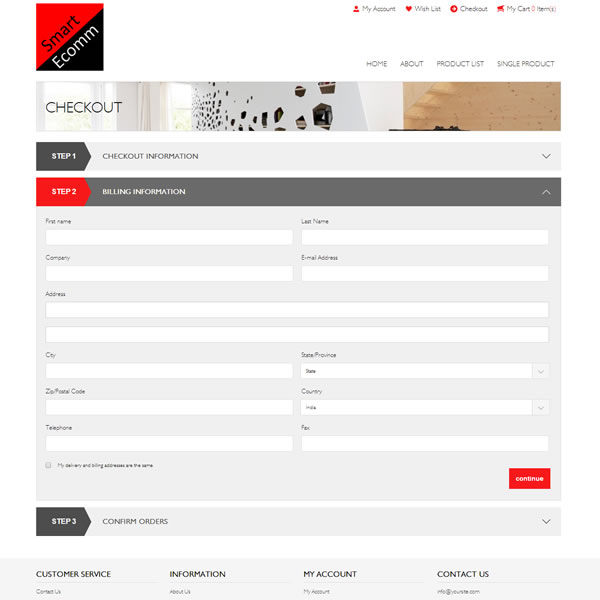 Smart
Ecomm
My Account Wish List Checkout My Cart 0 Item(s)
HOME ABOUT PRODUCT LIST SINGLE PRODUCT
CHECKOUT
STEP 1 CHECKOUT INFORMATION
STEP 2 BILLING INFORMATION
First name Last Name
Company E-mail Address
Address
City State/Province
State
Zip/Postal Code Country
India
Telephone Fax
My delivery and billing addresses are the same
continue
STEP 3 CONFIRM ORDERS
CUSTOMER SERVICE INFORMATION MY ACCOUNT CONTACT US
Contact Us About Us My Account info@yoursite.com